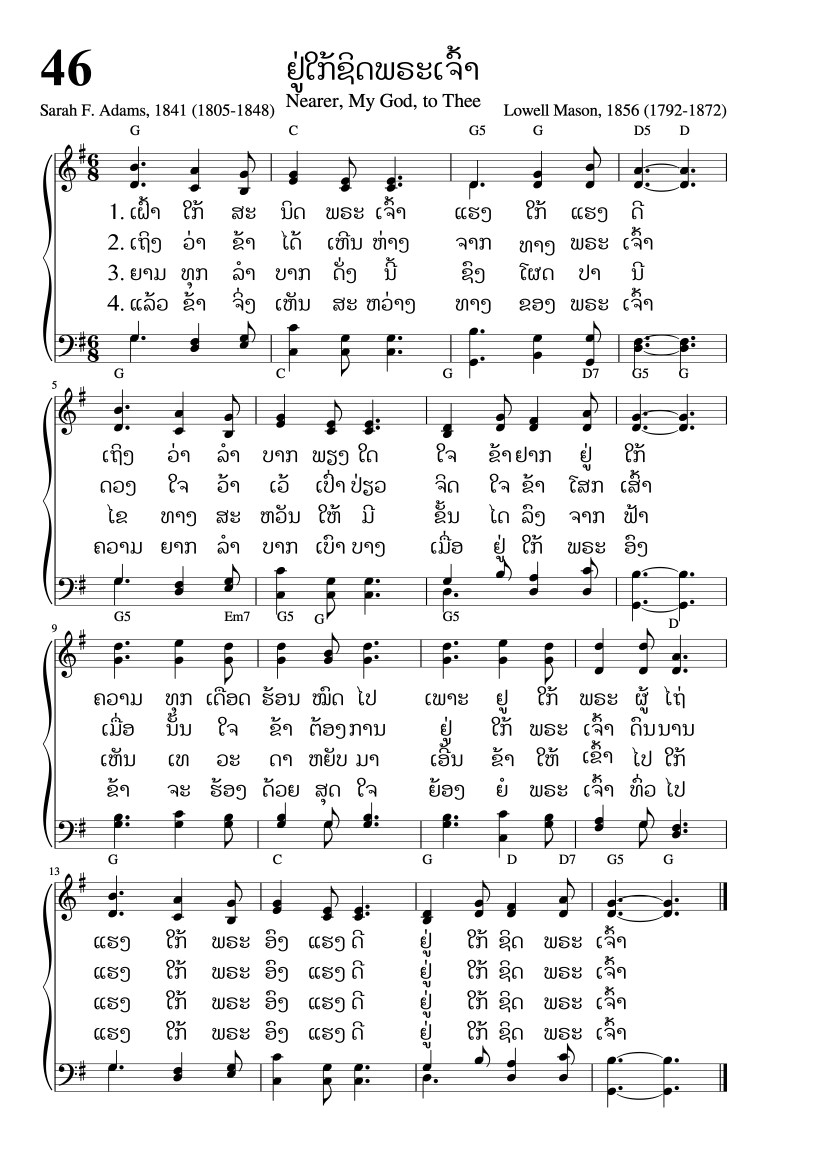 46
ຢູ່ໃກ້ຊິດພຣະເຈົ້າ
Nearer, My God, to Thee
Sarah F. Adams, 1841 (1805-1848) Lowell Mason, 1856 (1792-1872)
G C G5 G D5 D
1. ເຝົ້າ ໃກ້ ສະ ນິດ ພຣະ ເຈົ້າ ແຮງ ໃກ້ ແຮງ ດີ
2. ເຖິງ ວ່າ ຂ້າ ໄດ້ ເຫີນ ຫ່າງ ຈາກ ທາງ ພຣະ ເຈົ້າ
3. ຍາມ ທຸກ ລຳ ບາກ ດັ່ງ ນີ້ ຊົງ ໂຜດ ປາ ນີ
4. ແລ້ວ ຂ້າ ຈິ່ງ ເຫັນ ສະ ຫວ່າງ ທາງ ຂອງ ພຣະ ເຈົ້າ
G C G D7 G5 G
5
ເຖິງ ວ່າ ລຳ ບາກ ພຽງ ໃດ ໃຈ ຂ້າ ຢາກ ຢູ່ ໃກ້
ດວງ ໃຈ ວ້າ ເວ້ ເປົ່າ ປ່ຽວ ຈິດ ໃຈ ຂ້າ ໂສກ ເສົ້າ
ໄຂ ທາງ ສະ ຫວັນ ໃຫ້ ມີ ຂັ້ນ ໄດ ລົງ ຈາກ ຟ້າ
ຄວາມ ຍາກ ລຳ ບາກ ເບົາ ບາງ ເມື່ອ ຢູ່ ໃກ້ ພຣະ ອົງ
G5 Em7 G5 G G5 D
9
ຄວາມ ທຸກ ເດືອດ ຮ້ອນ ໝົດ ໄປ ເພາະ ຢູ ໃກ້ ພຣະ ຜູ້ ໄຖ່
ເມື່ອ ນັ້ນ ໃຈ ຂ້າ ຕ້ອງການ ຢູ່ ໃກ້ ພຣະ ເຈົ້າ ດົນນານ
ເຫັນ ເທ ວະ ດາ ຫຍັບ ມາ ເອີ້ນ ຂ້າ ໃຫ້ ເຂົ້າ ໄປ ໃກ້
ຂ້າ ຈະ ຮ້ອງ ດ້ວຍ ສຸດ ໃຈ ຍ້ອງ ຍໍ ພຣະ ເຈົ້າ ທົ່ວ ໄປ
G C G D D7 G5 G
13
ແຮງ ໃກ້ ພຣະ ອົງ ແຮງ ດີ ຢູ່ ໃກ້ ຊິດ ພຣະ ເຈົ້າ
ແຮງ ໃກ້ ພຣະ ອົງ ແຮງ ດີ ຢູ່ ໃກ້ ຊິດ ພຣະ ເຈົ້າ
ແຮງ ໃກ້ ພຣະ ອົງ ແຮງ ດີ ຢູ່ ໃກ້ ຊິດ ພຣະ ເຈົ້າ
ແຮງ ໃກ້ ພຣະ ອົງ ແຮງ ດີ ຢູ່ ໃກ້ ຊິດ ພຣະ ເຈົ້າ